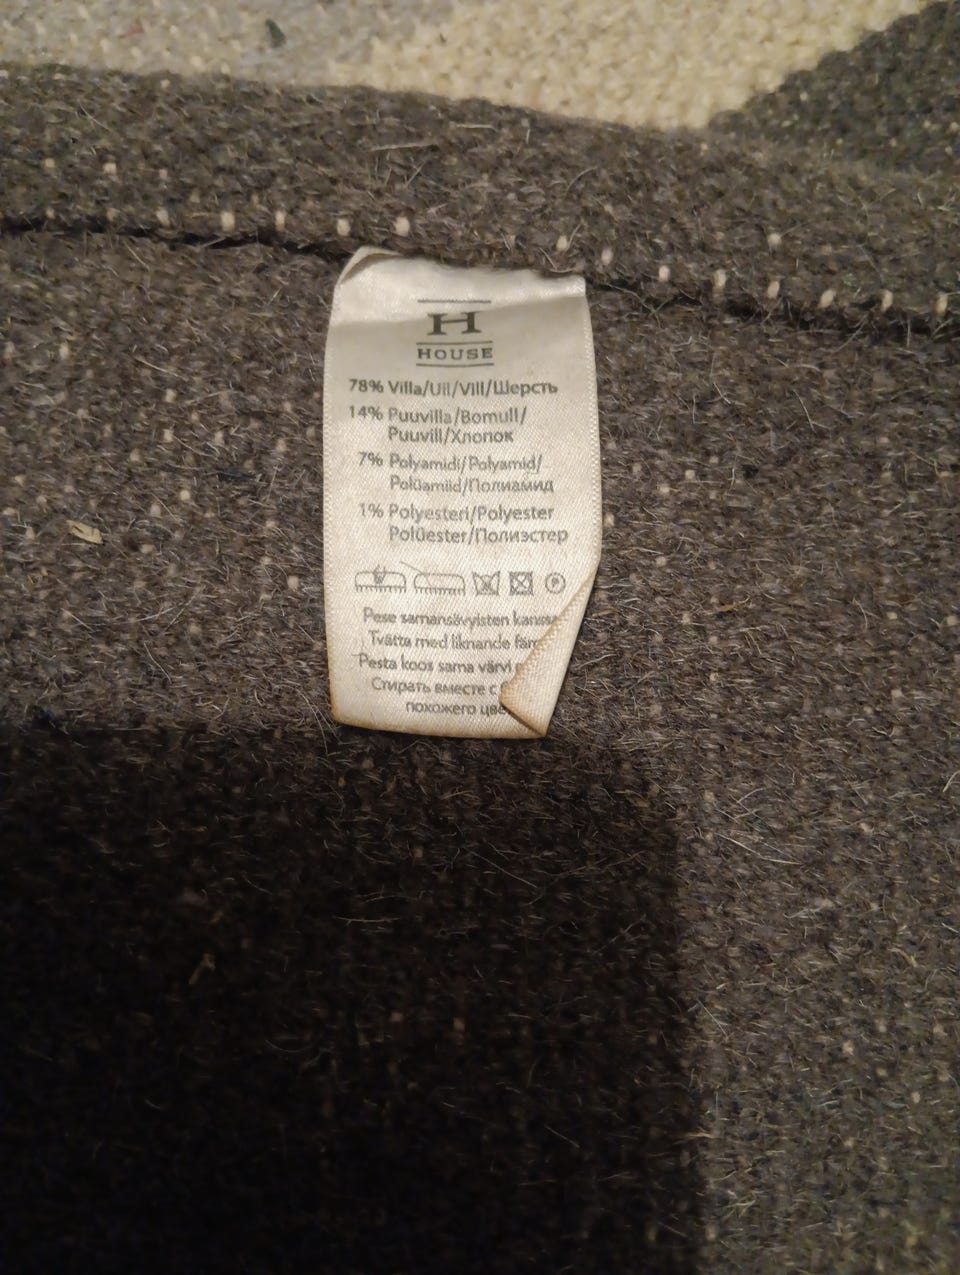 H
HOUSE
78% Villa/Ull/Vill/Шерсть
14% Puuvilla/Bomull/
Puuvill/Хлопок
7% Polyamidi/Polyamid/
Polüamiid/Полиамид
1% Polyesteri/Polyester
Polüester/Полиэстер
P
Pese samansävyisten
Tvätta med liknande
Pesta koos sama värvi
Стирать вместе с
похожего